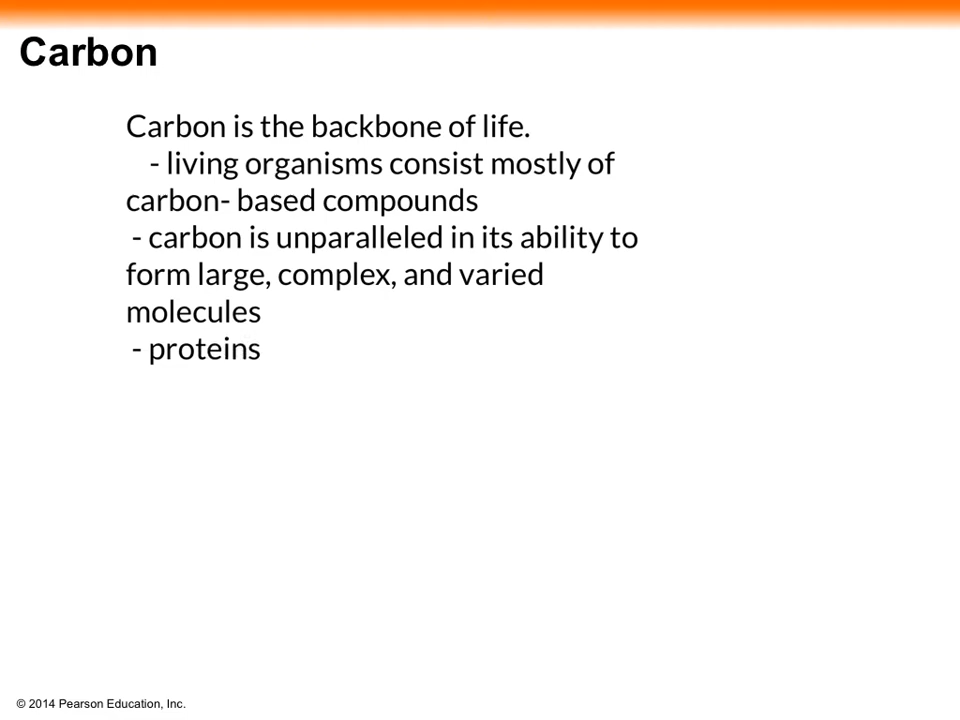 Carbon
Carbon is the backbone of life.
- living organisms consist mostly of
carbon- based compounds
- carbon is unparalleled in its ability to
form large, complex, and varied
molecules
- proteins
© 2014 Pearson Education, Inc.